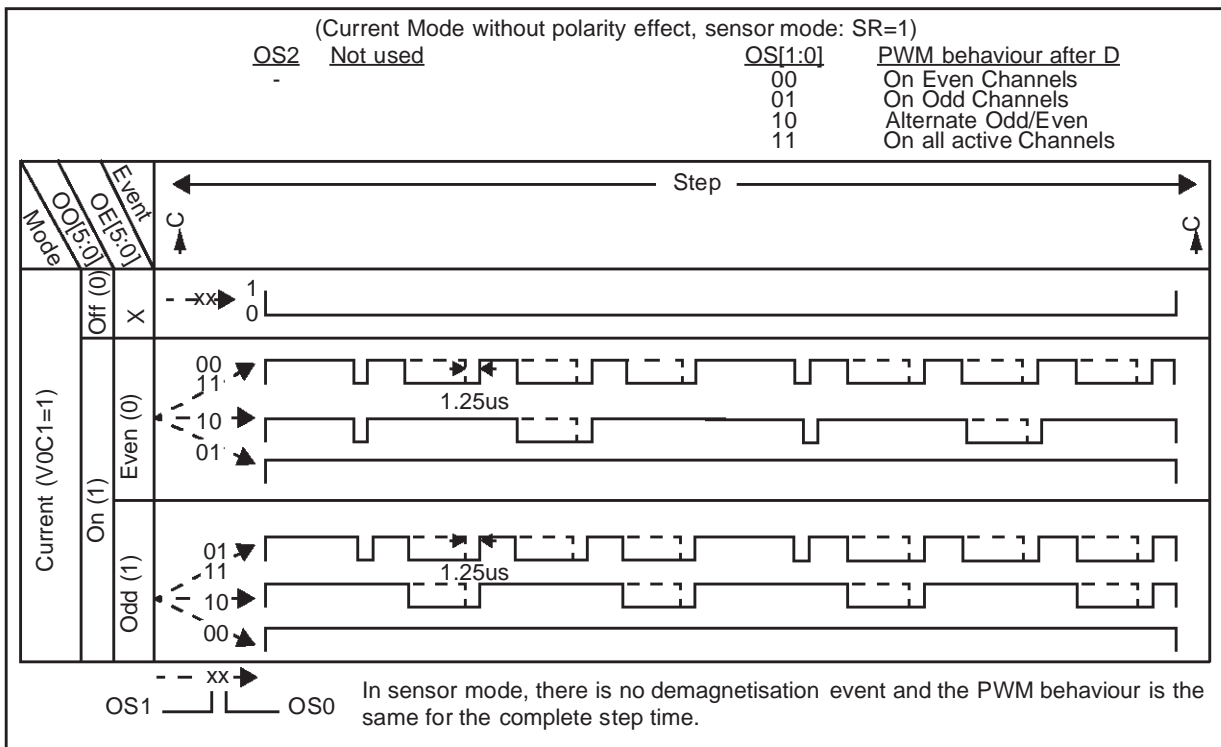 (Current Mode without polarity effect, sensor mode: SR=1)
OS2 Not used OS[1:0] PWM behaviour after D
- 00 On Even Channels
01 On Odd Channels
10 Alternate Odd/Even
11 On all active Channels
Mode
OO[5:0]
OE[5:0]
Event
Step
C
C
Current (V0C1=1)
Off (0)
X
xx
1
0
On (1)
Even (0)
00
11
1.25us
10
01
Odd (1)
01
11
1.25us
10
00
xx
OS1 OS0
In sensor mode, there is no demagnetisation event and the PWM behaviour is the
same for the complete step time.